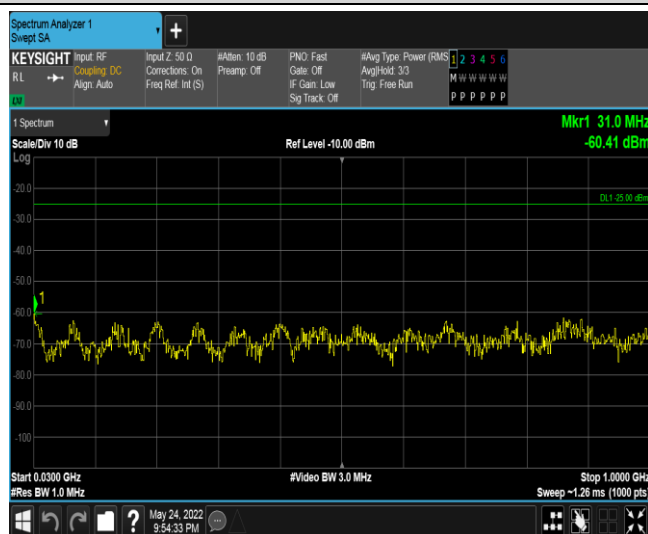 Spectrum Analyzer 1
Swept SA
+
KEYSIGHT
RL
LXI
Input: RF
Coupling: DC
Align: Auto
Input Z: 50 Ω
Corrections: On
Freq Ref: Int (S)
#Atten: 10 dB
Preamp: Off
PNO: Fast
Gate: Off
IF Gain: Low
Sig Track: Off
#Avg Type: Power (RMS
Avg|Hold: 3/3
Trig: Free Run
1 2 3 4 5 6
M W W W W W
P P P P P P
1 Spectrum
Mkr1 31.0 MHz
-60.41 dBm
Scale/Div 10 dB
Ref Level -10.00 dBm
Log
-20.0
DL1 -25.00 dBm
-30.0
-40.0
-50.0
1
-60.0
-70.0
-80.0
-90.0
-100
Start 0.0300 GHz
#Video BW 3.0 MHz
Stop 1.0000 GHz
#Res BW 1.0 MHz
Sweep ~1.26 ms (1000 pts)
?
May 24, 2022
9:54:33 PM